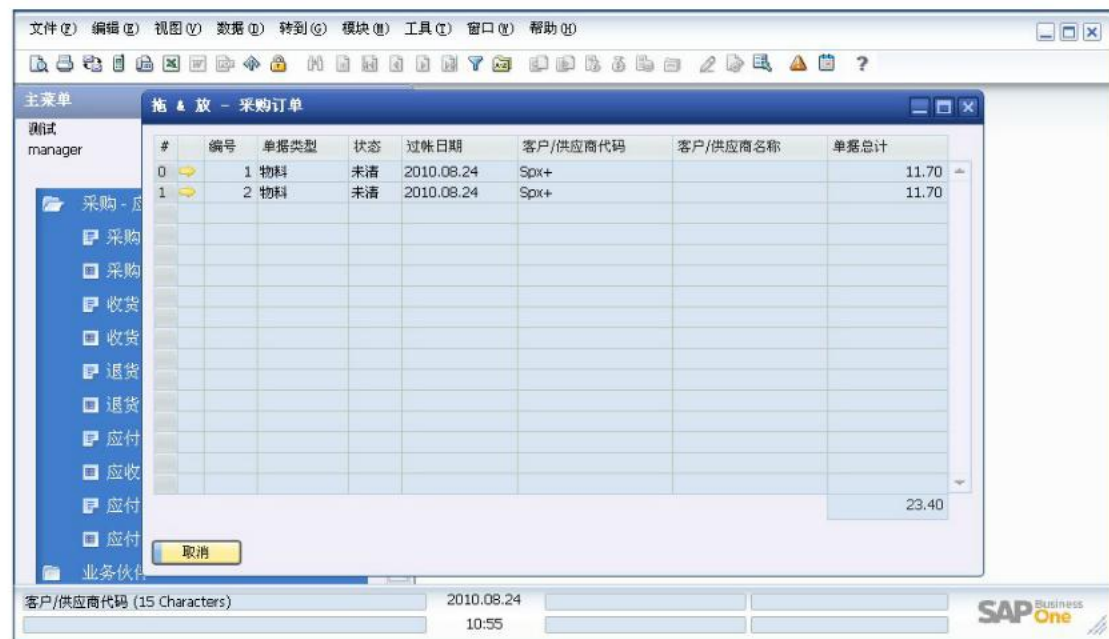 文件(F) 编辑(E) 视图(V) 数据(D) 转到(G) 模块(M) 工具(T) 窗口(W) 帮助(H)
主菜单
测试
manager
拖 & 放 - 采购订单
# 编号 单据类型 状态 过帐日期 客户/供应商代码 客户/供应商名称 单据总计
0 1 物料 未清 2010.08.24 Spx+ 11.70
1 2 物料 未清 2010.08.24 Spx+ 11.70
23.40
采购 - 应
采购
采购
收货
收货
退货
退货
应付
应收
应付
应付
业务伙伴
取消
客户/供应商代码 (15 Characters) 2010.08.24
10:55
SAP Business One